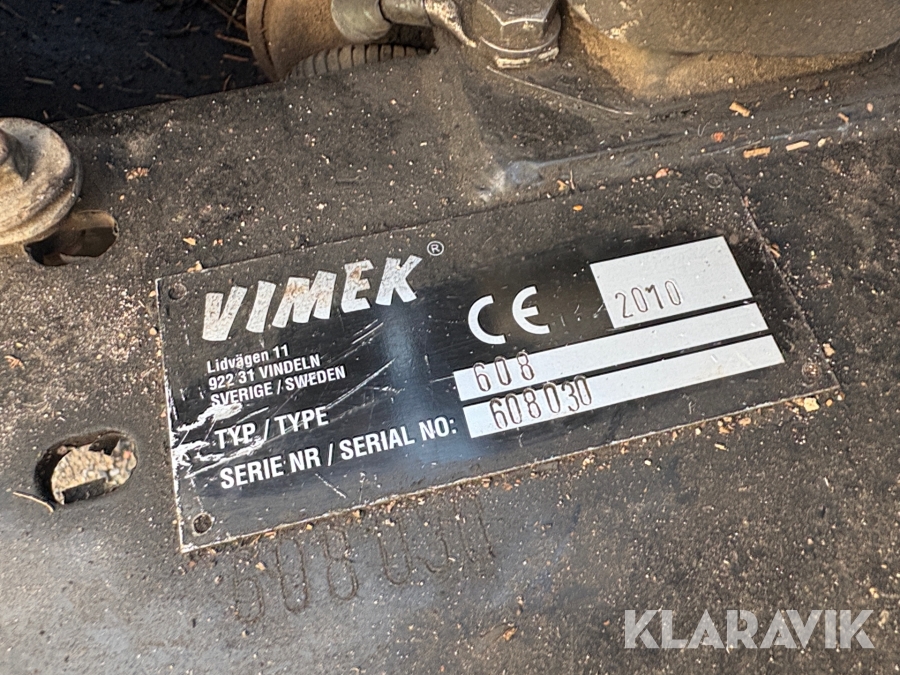 VIMEK ®
Lidvägen 11
922 31 VINDELN
SVERIGE / SWEDEN
CE
2010
TYP / TYPE
608
SERIE NR / SERIAL NO:
608030
608 030
KLARAVIK